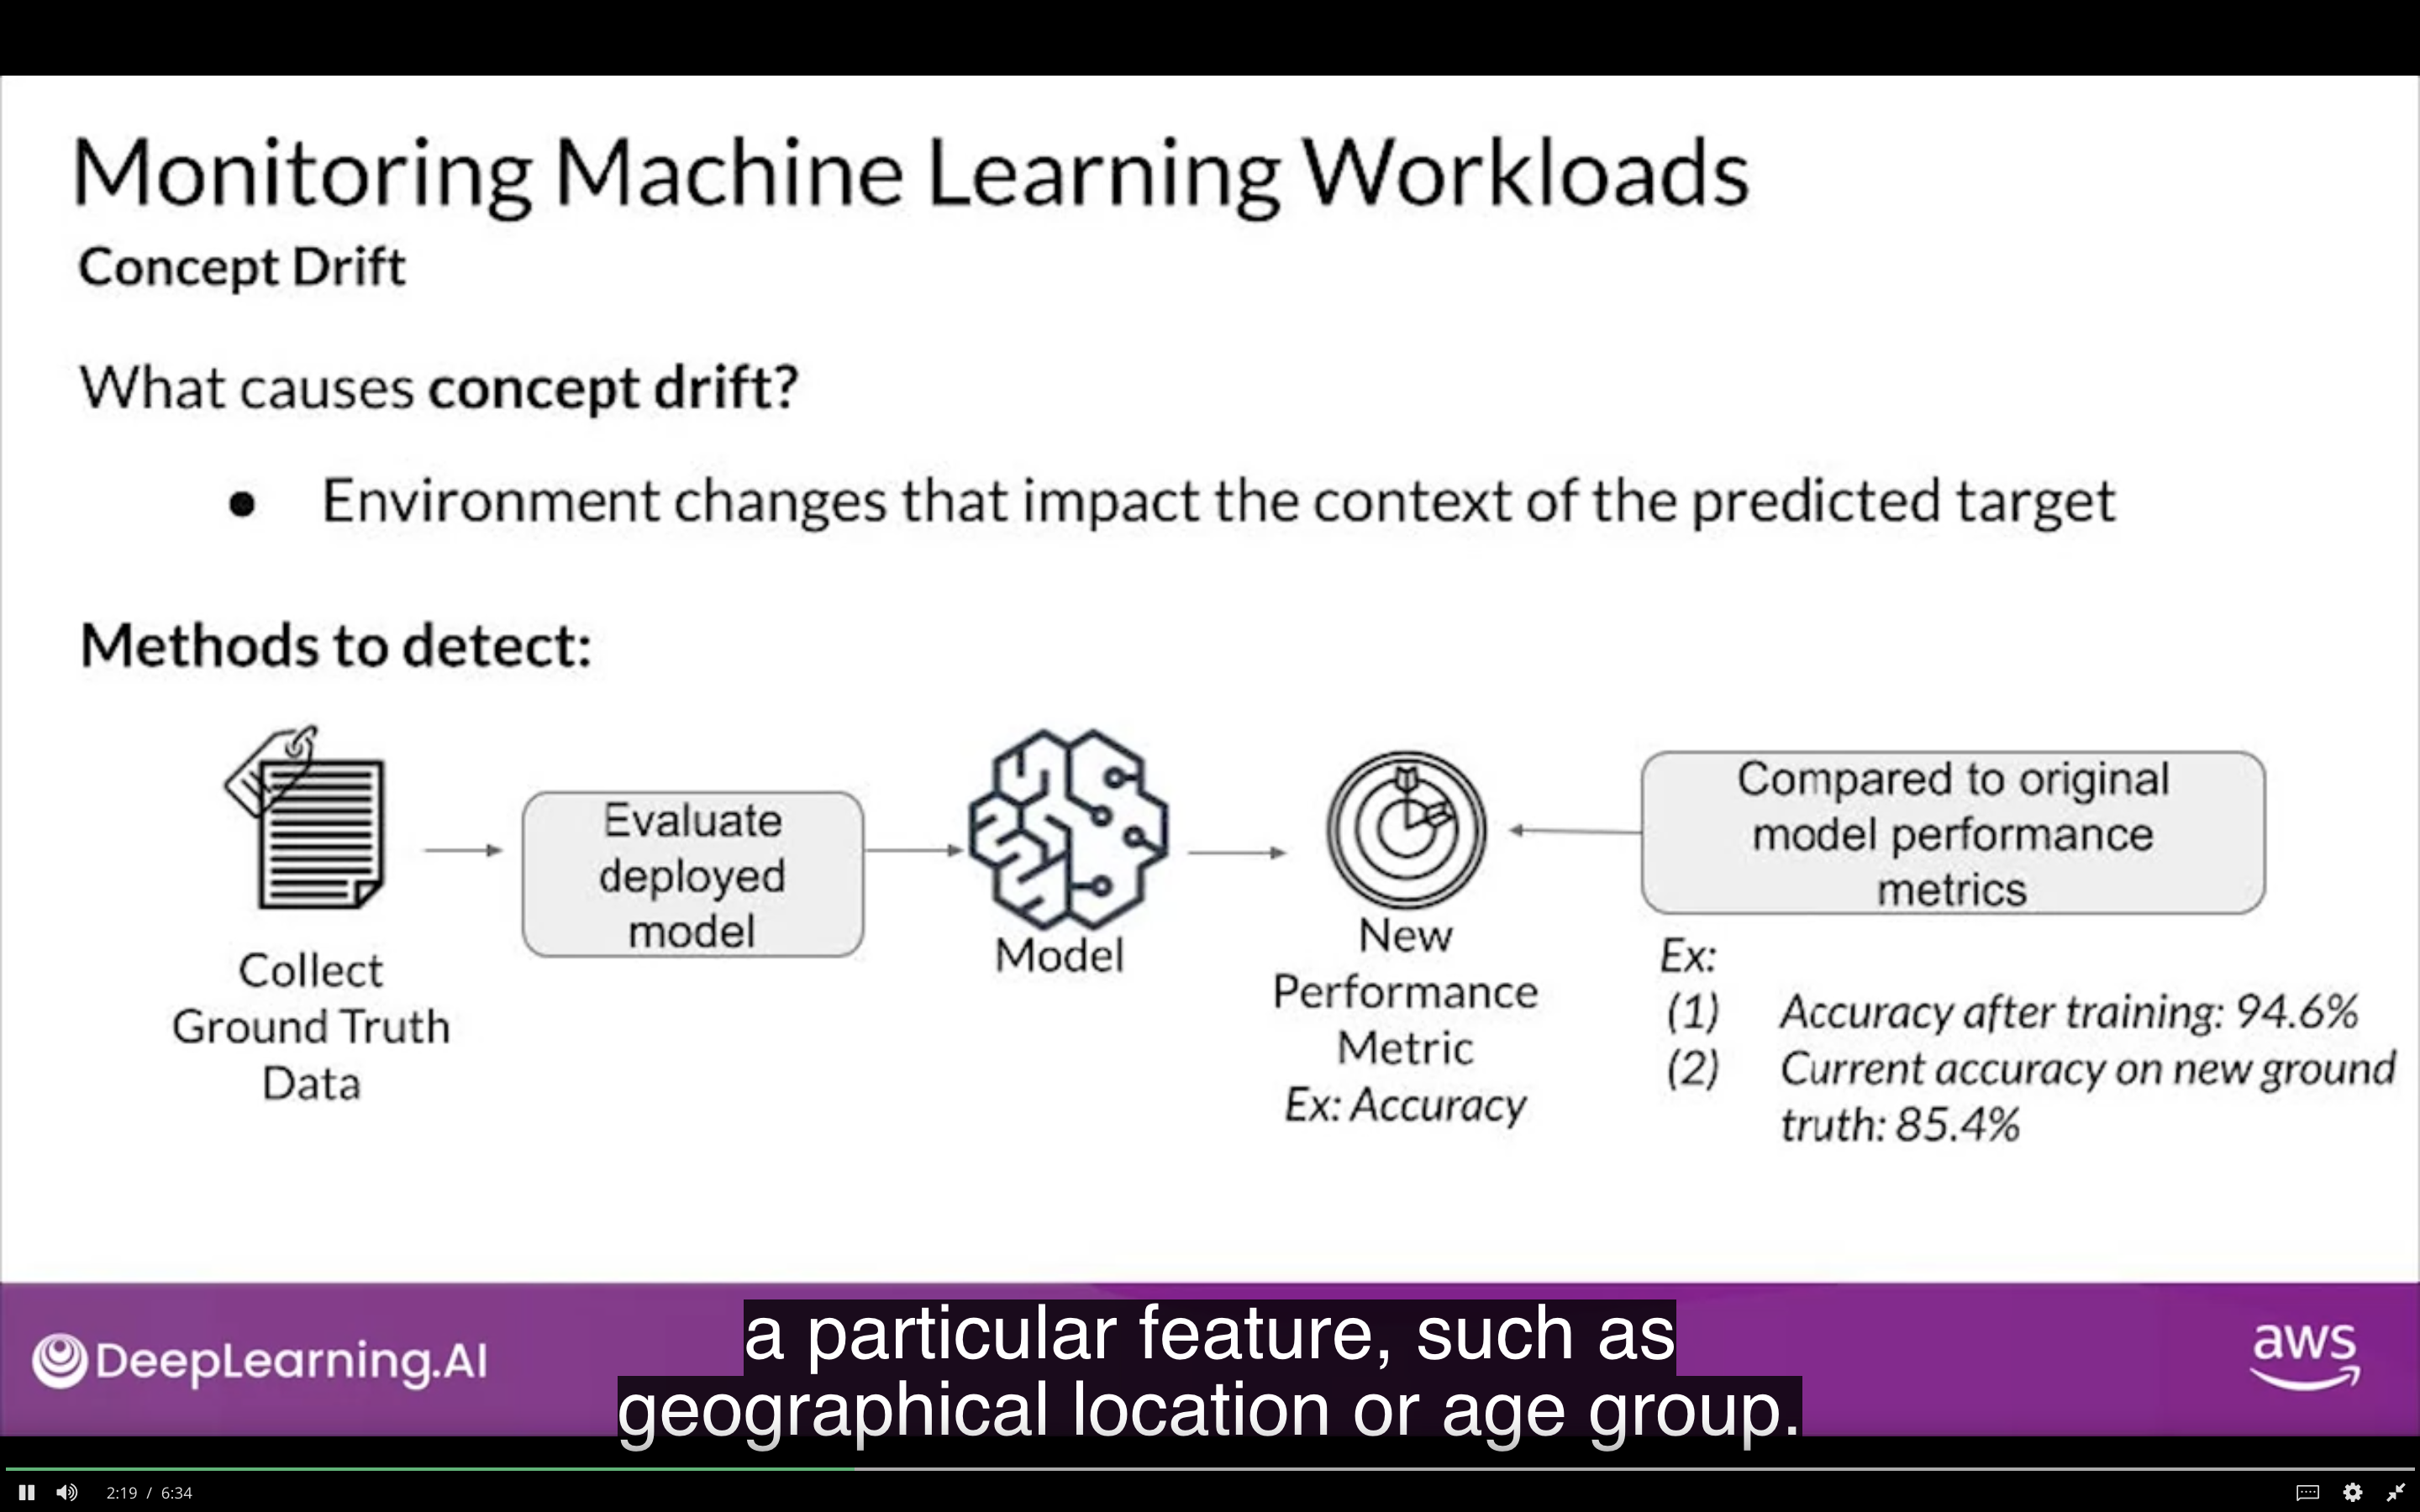 Monitoring Machine Learning Workloads
Concept Drift
What causes concept drift?
● Environment changes that impact the context of the predicted target
Methods to detect:
Collect
Ground Truth
Data
Evaluate
deployed
model
Model
New
Performance
Metric
Ex: Accuracy
Compared to original
model performance
metrics
Ex:
(1) Accuracy after training: 94.6%
(2) Current accuracy on new ground
truth: 85.4%
DeepLearning.AI
aws
a particular feature, such as
geographical location or age group.
2:19 / 6:34